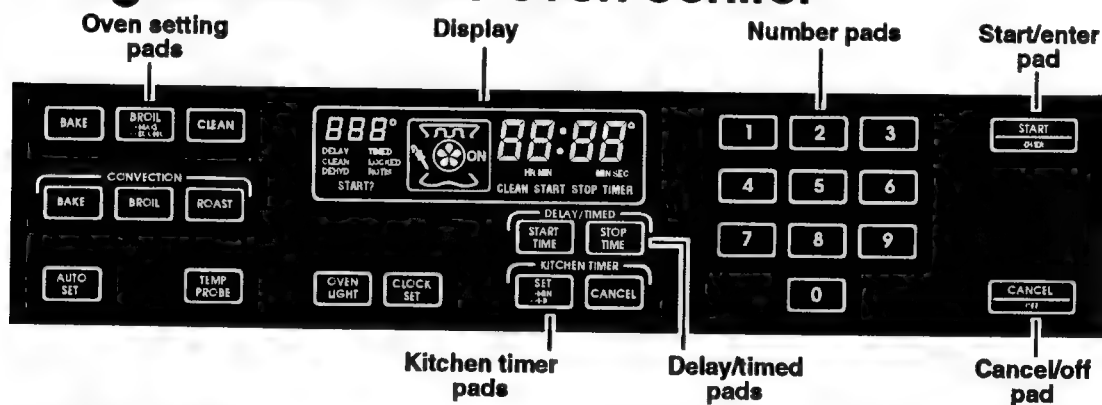 Oven setting
pads
Display
Number pads
Start/enter
pad
BAKE
BROIL
CLEAN
CONVECTION
BAKE
BROIL
ROAST
AUTO
SET
TEMP
PROBE
888°
DELAY TIMED
CLEAN LOCKED
DEHYD
START?
ON
88:88
HR MIN MIN SEC
CLEAN START STOP TIMER
DELAY/TIMED
START
TIME
STOP
TIME
KITCHEN TIMER
OVEN
LIGHT
CLOCK
SET
SET
CANCEL
1 2 3
4 5 6
7 8 9
0
START
ENTER
CANCEL
OFF
Kitchen timer
pads
Delay/timed
pads
Cancel/off
pad